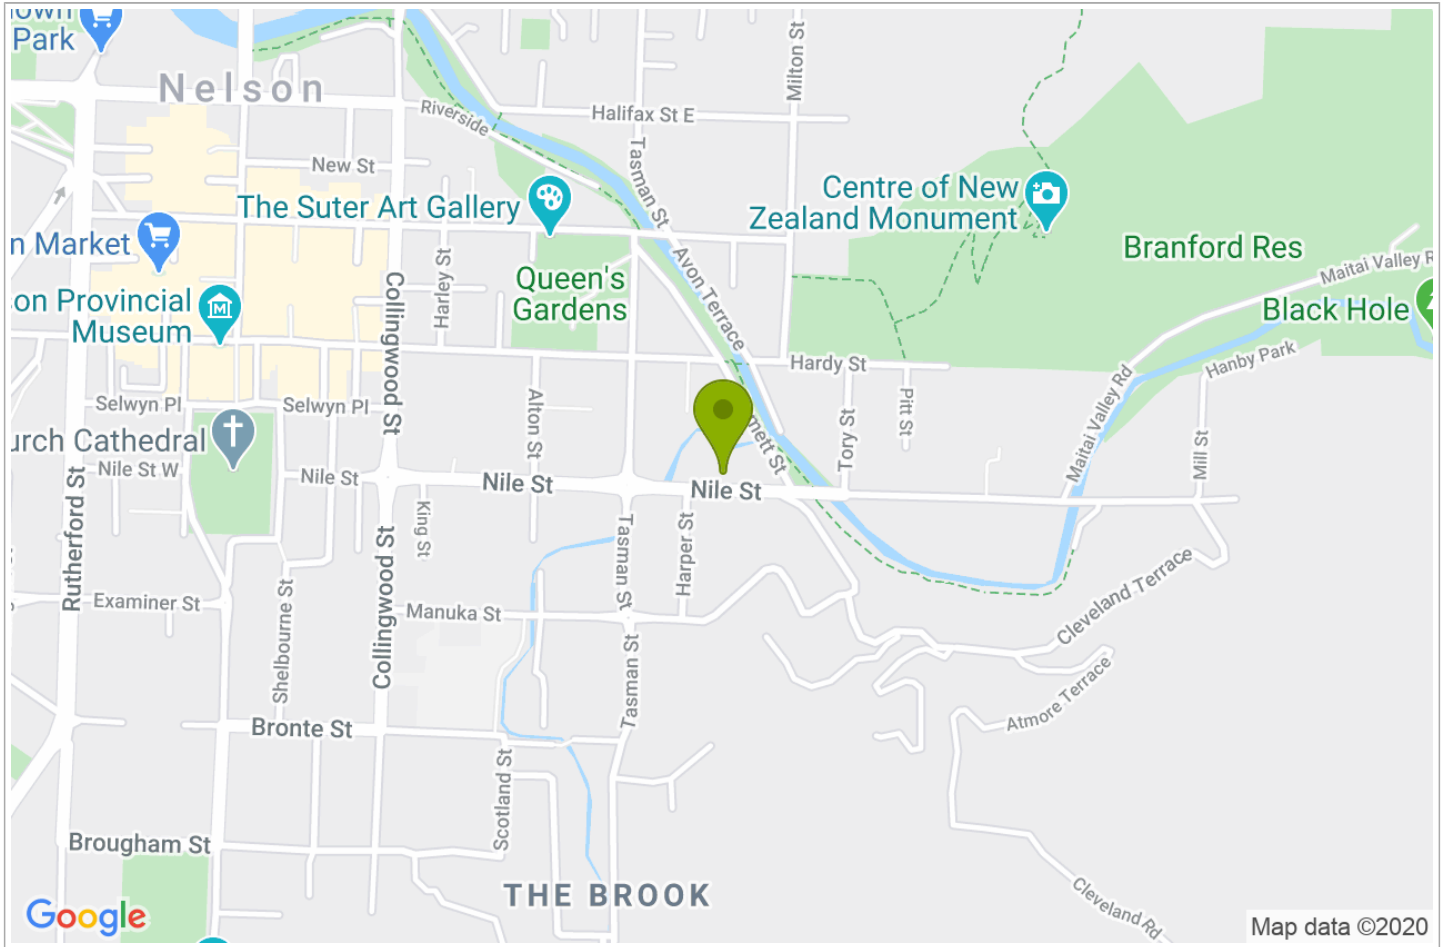 own
Park
Nelson
Milton St
Riverside
Halifax St E
New St
Tasman St
The Suter Art Gallery
Centre of New
Zealand Monument
n Market
Harley St
Avon Terrace
Branford Res
Maitai Valley R
Queen's
Gardens
son Provincial
Museum
Collingwood St
Black Hole
Hardy St
Hanby Park
Selwyn Pl
Selwyn Pl
Alton St
Pitt St
Maitai Valley Rd
urch Cathedral
mett St
Tory St
Mill St
Nile St W
Nile St
Nile St
Nile St
Rutherford St
King St
Tasman St
Harper St
Collingwood St
Examiner St
Manuka St
Shelbourne St
Cleveland Terrace
Tasman St
Atmore Terrace
Bronte St
Scotland St
Brougham St
THE BROOK
Cleveland Rd
Google
Map data ©2020